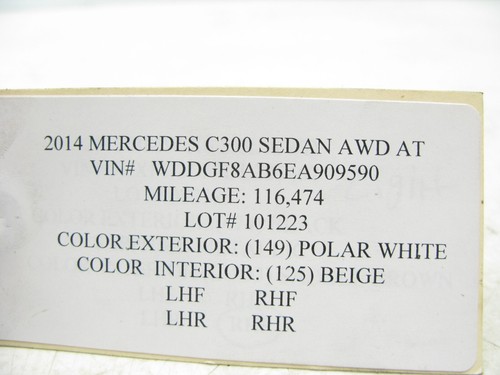 2014 MERCEDES C300 SEDAN AWD AT
VIN# WDDGF8AB6EA909590
MILEAGE: 116,474
LOT# 101223
COLOR EXTERIOR: (149) POLAR WHITE
COLOR INTERIOR: (125) BEIGE
LHF RHF
LHR RHR